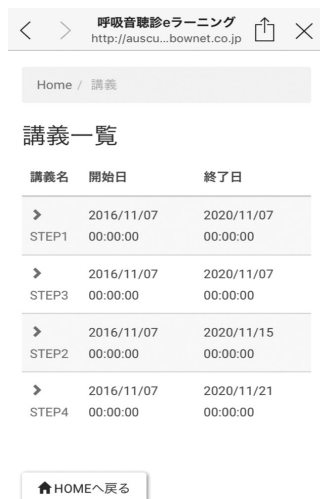 呼吸音聴診eラーニング
http://auscu...bownet.co.jp
Home / 講義
講義一覧
講義名 開始日 終了日
STEP1 2016/11/07 00:00:00 2020/11/07 00:00:00
STEP3 2016/11/07 00:00:00 2020/11/07 00:00:00
STEP2 2016/11/07 00:00:00 2020/11/15 00:00:00
STEP4 2016/11/07 00:00:00 2020/11/21 00:00:00
HOMEへ戻る